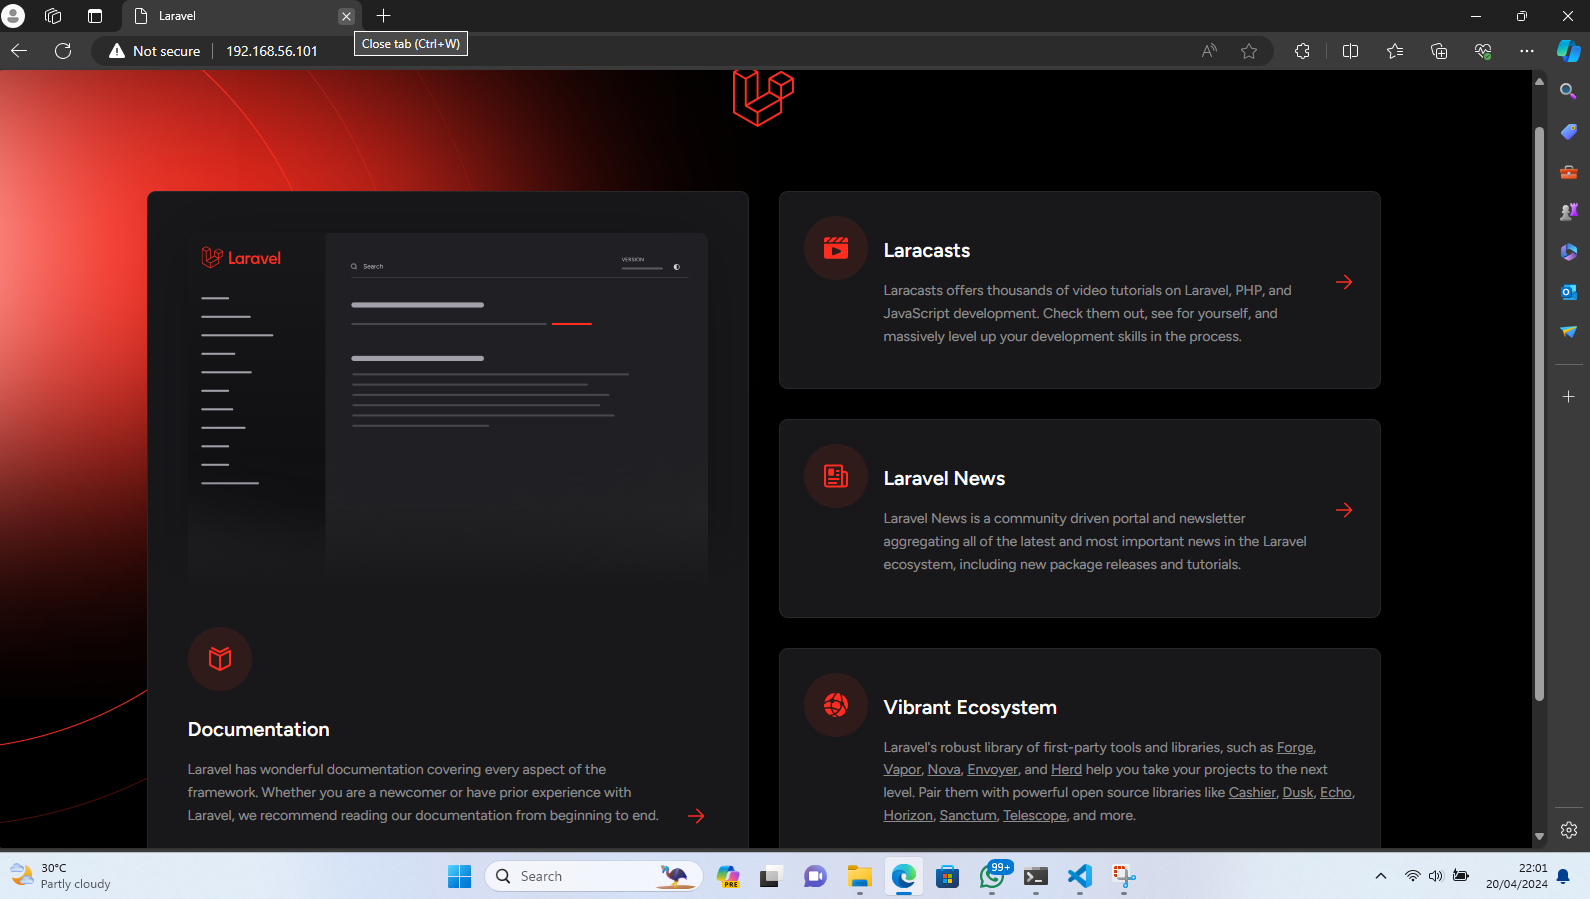 Laravel
Not secure
192.168.56.101
Close tab (Ctrl+W)
Laravel
Search
VERSION
Documentation
Laravel has wonderful documentation covering every aspect of the
framework. Whether you are a newcomer or have prior experience with
Laravel, we recommend reading our documentation from beginning to end.
Laracasts
Laracasts offers thousands of video tutorials on Laravel, PHP, and
JavaScript development. Check them out, see for yourself, and
massively level up your development skills in the process.
Laravel News
Laravel News is a community driven portal and newsletter
aggregating all of the latest and most important news in the Laravel
ecosystem, including new package releases and tutorials.
Vibrant Ecosystem
Laravel's robust library of first-party tools and libraries, such as Forge,
Vapor, Nova, Envoyer, and Herd help you take your projects to the next
level. Pair them with powerful open source libraries like Cashier, Dusk, Echo,
Horizon, Sanctum, Telescope, and more.
30°C
Partly cloudy
Search
PRE
99+
22:01
20/04/2024